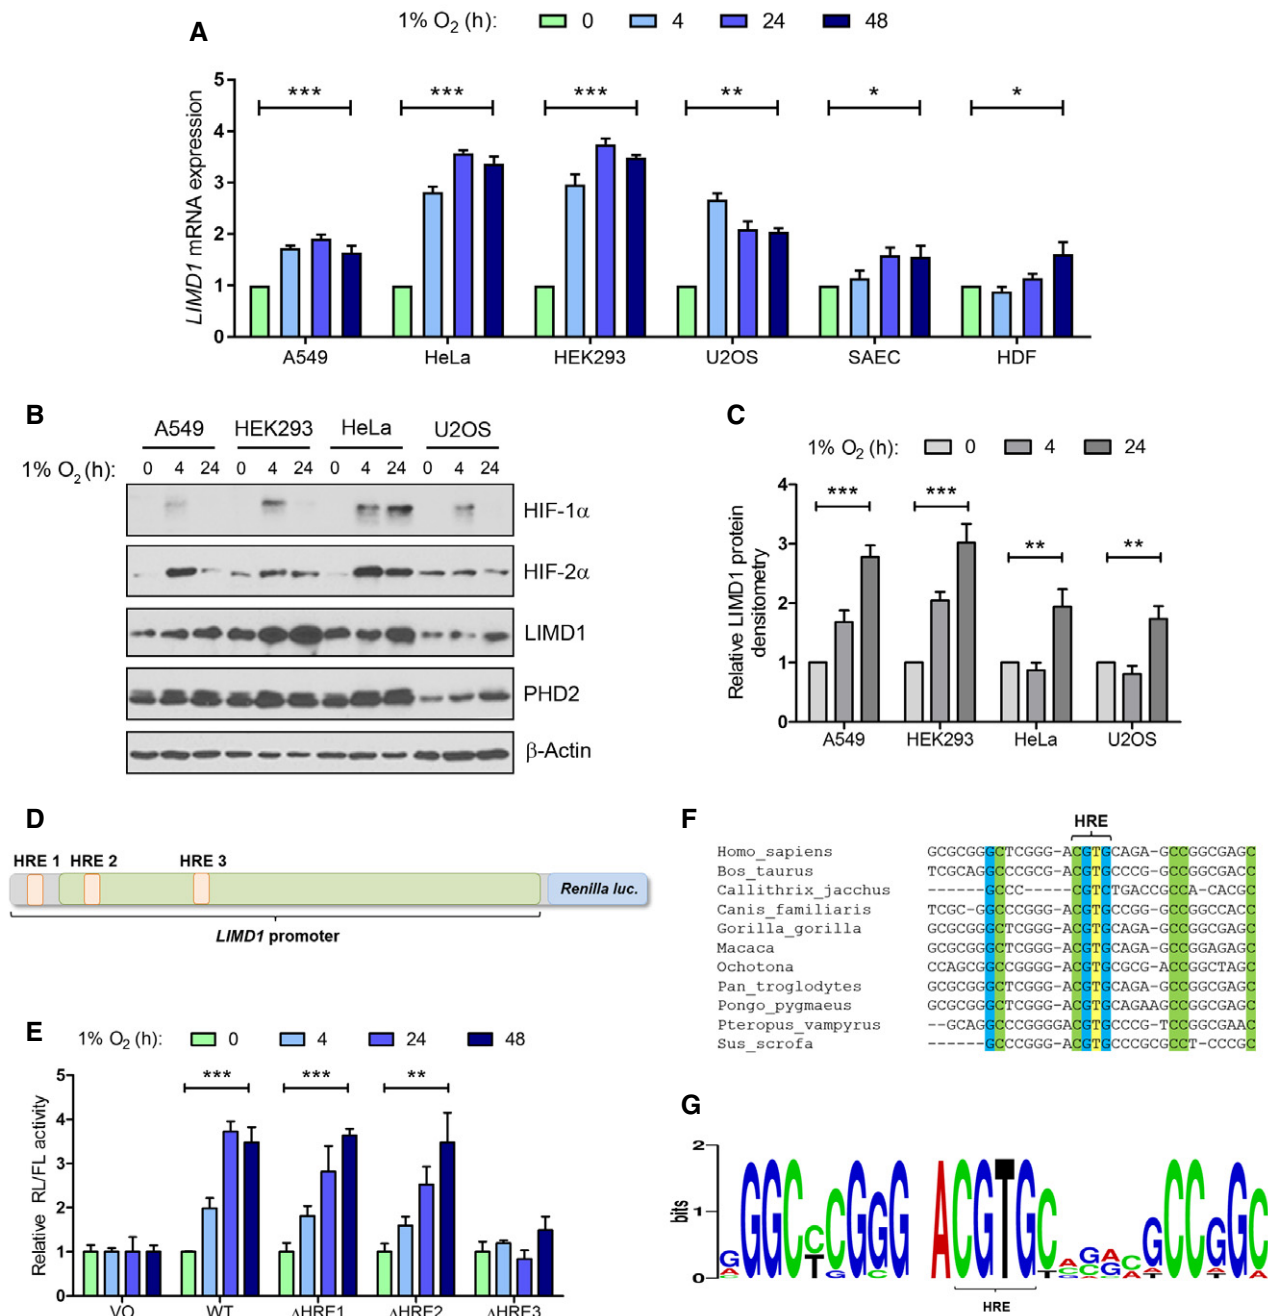 A
1% O2 (h): 0 4 24 48
LIMD1 mRNA expression
5
4
3
2
1
0
*** *** *** ** * *
A549 HeLa HEK293 U2OS SAEC HDF
B
A549 HEK293 HeLa U2OS
1% O2 (h): 0 4 24 0 4 24 0 4 24 0 4 24
HIF-1α
HIF-2α
LIMD1
PHD2
β-Actin
C
1% O2 (h): 0 4 24
Relative LIMD1 protein
densitometry
4
3
2
1
0
*** *** ** **
A549 HEK293 HeLa U2OS
D
HRE 1 HRE 2 HRE 3
Renilla luc.
LIMD1 promoter
E
1% O2 (h): 0 4 24 48
Relative RL/FL activity
5
4
3
2
1
0
*** *** **
VO WT ΔHRE1 ΔHRE2 ΔHRE3
F
HRE
Homo_sapiens GCGCGGGCTCGGG-ACGTGCAGA-GCCGGCGAGC
Bos_taurus TCGCAGGCCCGGG-ACGTGCCCG-GCCGGCGACC
Callithrix_jacchus ------GCCC-----CGTCTGACCGCCA-CACGC
Canis_familiaris TCGC-GGCCCGGG-ACGTGCCGG-GCCGGCCACC
Gorilla_gorilla GCGCGGGCTCGGG-ACGTGCAGA-GCCGGCGAGC
Macaca GCGCGGGCTCGGG-ACGTGCAGA-GCCGGAGAGC
Ochotona CCAGCGGCCGGGG-ACGTGCGCG-ACCGGCTAGC
Pan_troglodytes GCGCGGGCTCGGG-ACGTGCAGA-GCCGGCGAGC
Pongo_pygmaeus GCGCGGGCTCGGG-ACGTGCAGAAGCCGGCGAGC
Pteropus_vampyrus --GCAGGCCCGGGGACGTGCCCG-TCCGGCGAAC
Sus_scrofa ------GCCCGGG-ACGTGCCCGCGCCT-CCCGC
G
bits
2
1
0
HRE